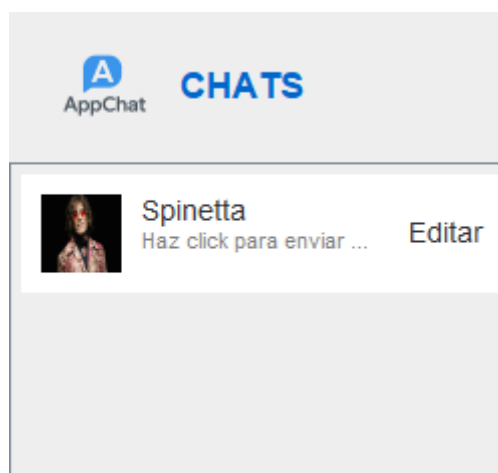 A
AppChat
CHATS
Spinetta
Haz click para enviar ...
Editar